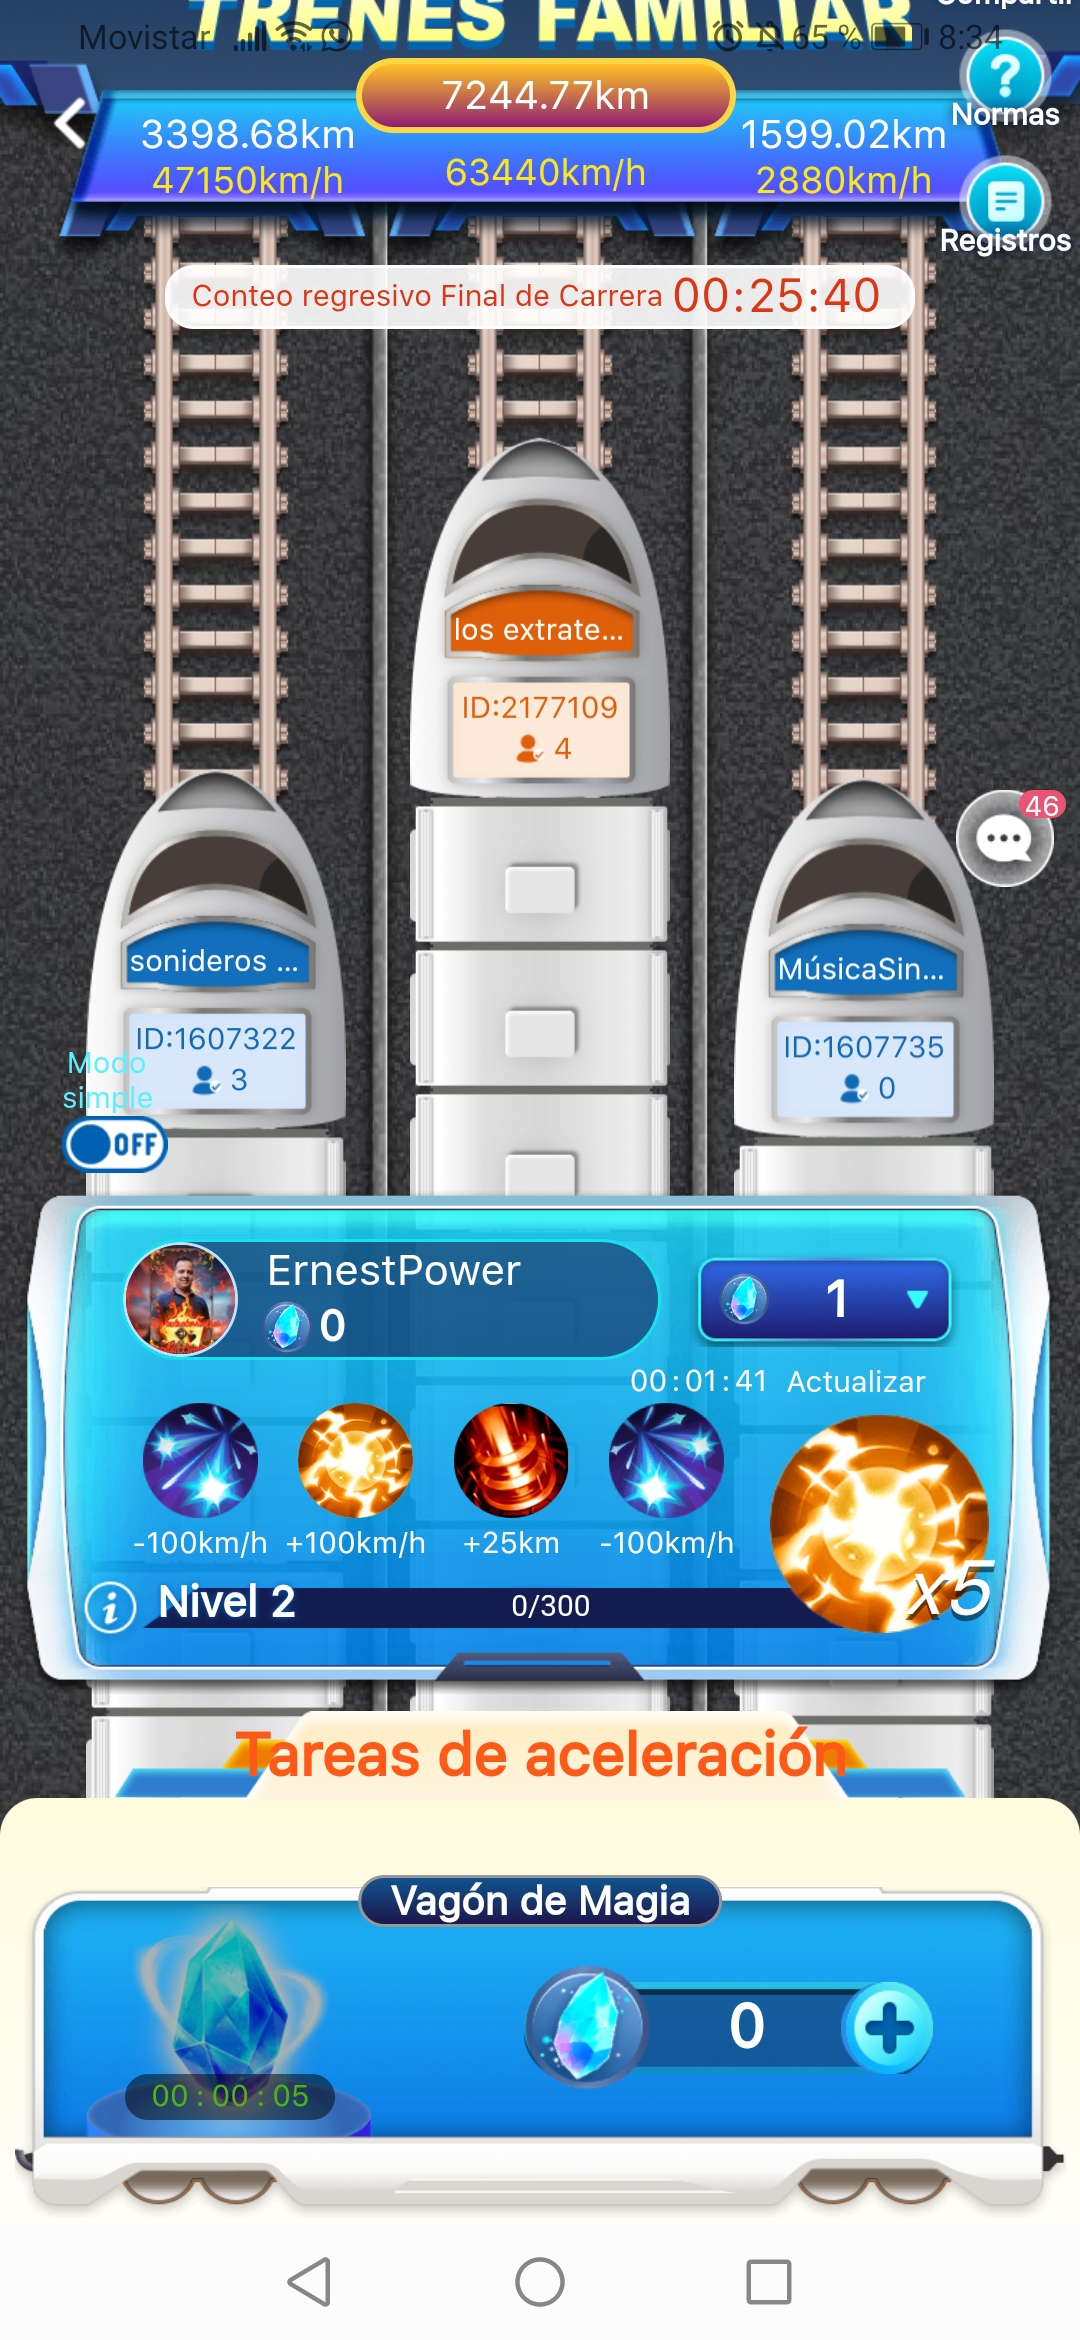 TRENES FAMILIAR
Compartir
Movistar
65 %
8:34
7244.77km
3398.68km
1599.02km
Normas
47150km/h
63440km/h
2880km/h
Registros
Conteo regresivo Final de Carrera 00:25:40
los extrate...
ID:2177109
4
46
sonideros ...
MúsicaSin...
ID:1607322
ID:1607735
3
0
Modo
simple
OFF
ErnestPower
0
1
00:01:41 Actualizar
-100km/h +100km/h +25km -100km/h
x5
Nivel 2
0/300
Tareas de aceleración
Vagón de Magia
0
00:00:05